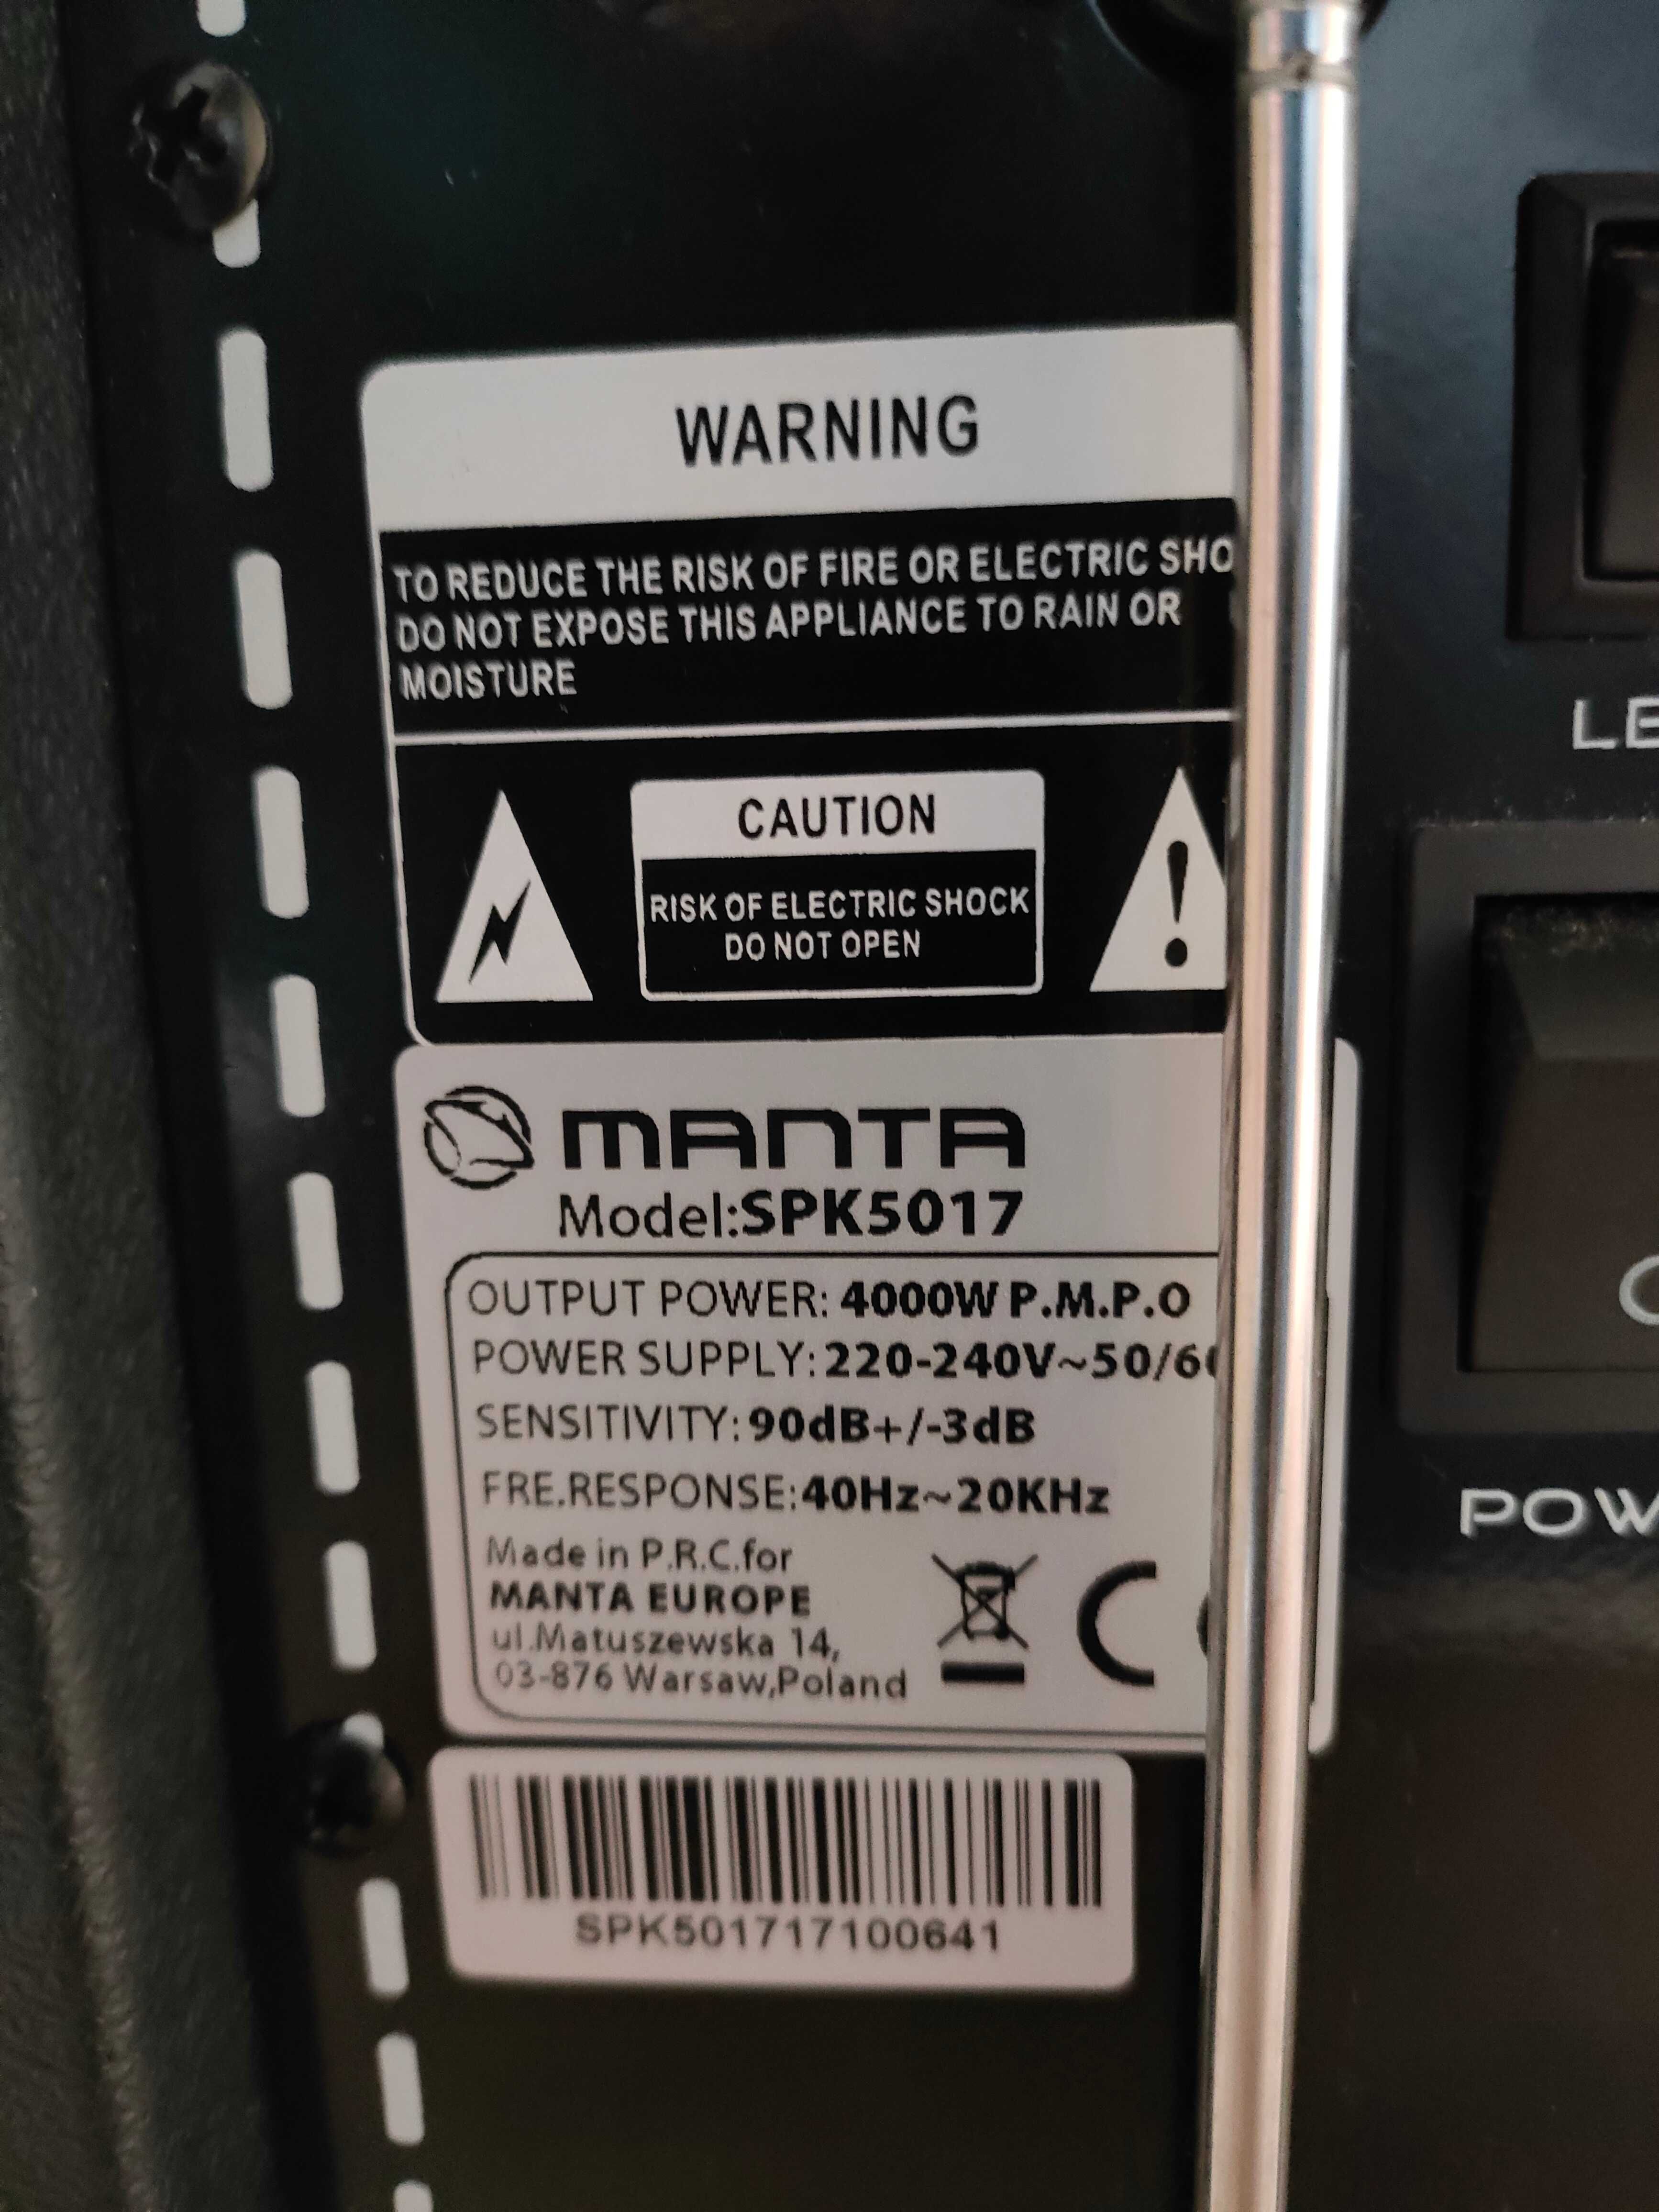 WARNING
TO REDUCE THE RISK OF FIRE OR ELECTRIC SHO
DO NOT EXPOSE THIS APPLIANCE TO RAIN OR
MOISTURE
CAUTION
RISK OF ELECTRIC SHOCK
DO NOT OPEN
MANTA
Model:SPK5017
OUTPUT POWER: 4000W P.M.P.O
POWER SUPPLY: 220-240V~50/6
SENSITIVITY: 90dB+/-3dB
FRE.RESPONSE: 40Hz~20KHz
Made in P.R.C.for
MANTA EUROPE
ul.Matuszewska 14,
03-876 Warsaw,Poland
CE
SPK501717100641
LE
POW